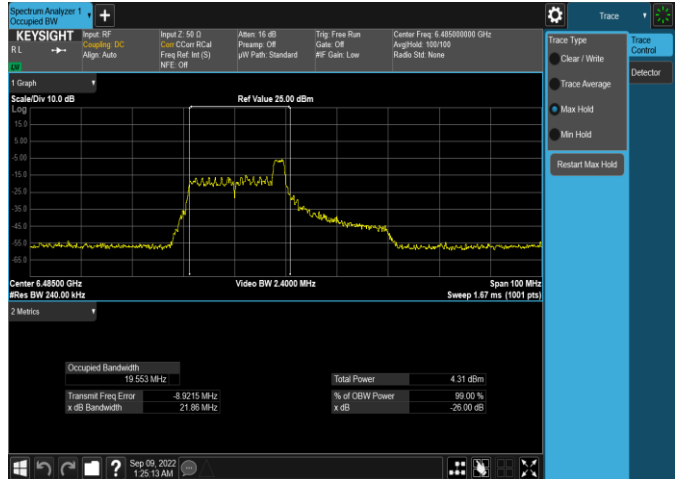 Spectrum Analyzer 1
Occupied BW
Trace
KEYSIGHT
R L
Input: RF
Coupling: DC
Align: Auto
Input Z: 50 Ω
Corr CCorr RCal
Freq Ref: Int (S)
NFE: Off
Atten: 16 dB
Preamp: Off
µW Path: Standard
Trig: Free Run
Gate: Off
#IF Gain: Low
Center Freq: 6.485000000 GHz
Avg|Hold: 100/100
Radio Std: None
Trace Type
Clear / Write
Trace Average
Max Hold
Min Hold
Restart Max Hold
Trace
Control
Detector
1 Graph
Scale/Div 10.0 dB
Ref Value 25.00 dBm
Log
15.0
5.00
-5.00
-15.0
-25.0
-35.0
-45.0
-55.0
-65.0
Center 6.48500 GHz
#Res BW 240.00 kHz
Video BW 2.4000 MHz
Span 100 MHz
Sweep 1.67 ms (1001 pts)
2 Metrics
Occupied Bandwidth
19.553 MHz
Total Power 4.31 dBm
Transmit Freq Error -8.9215 MHz
% of OBW Power 99.00 %
x dB Bandwidth 21.86 MHz
x dB -26.00 dB
?
Sep 09, 2022
1:25:13 AM